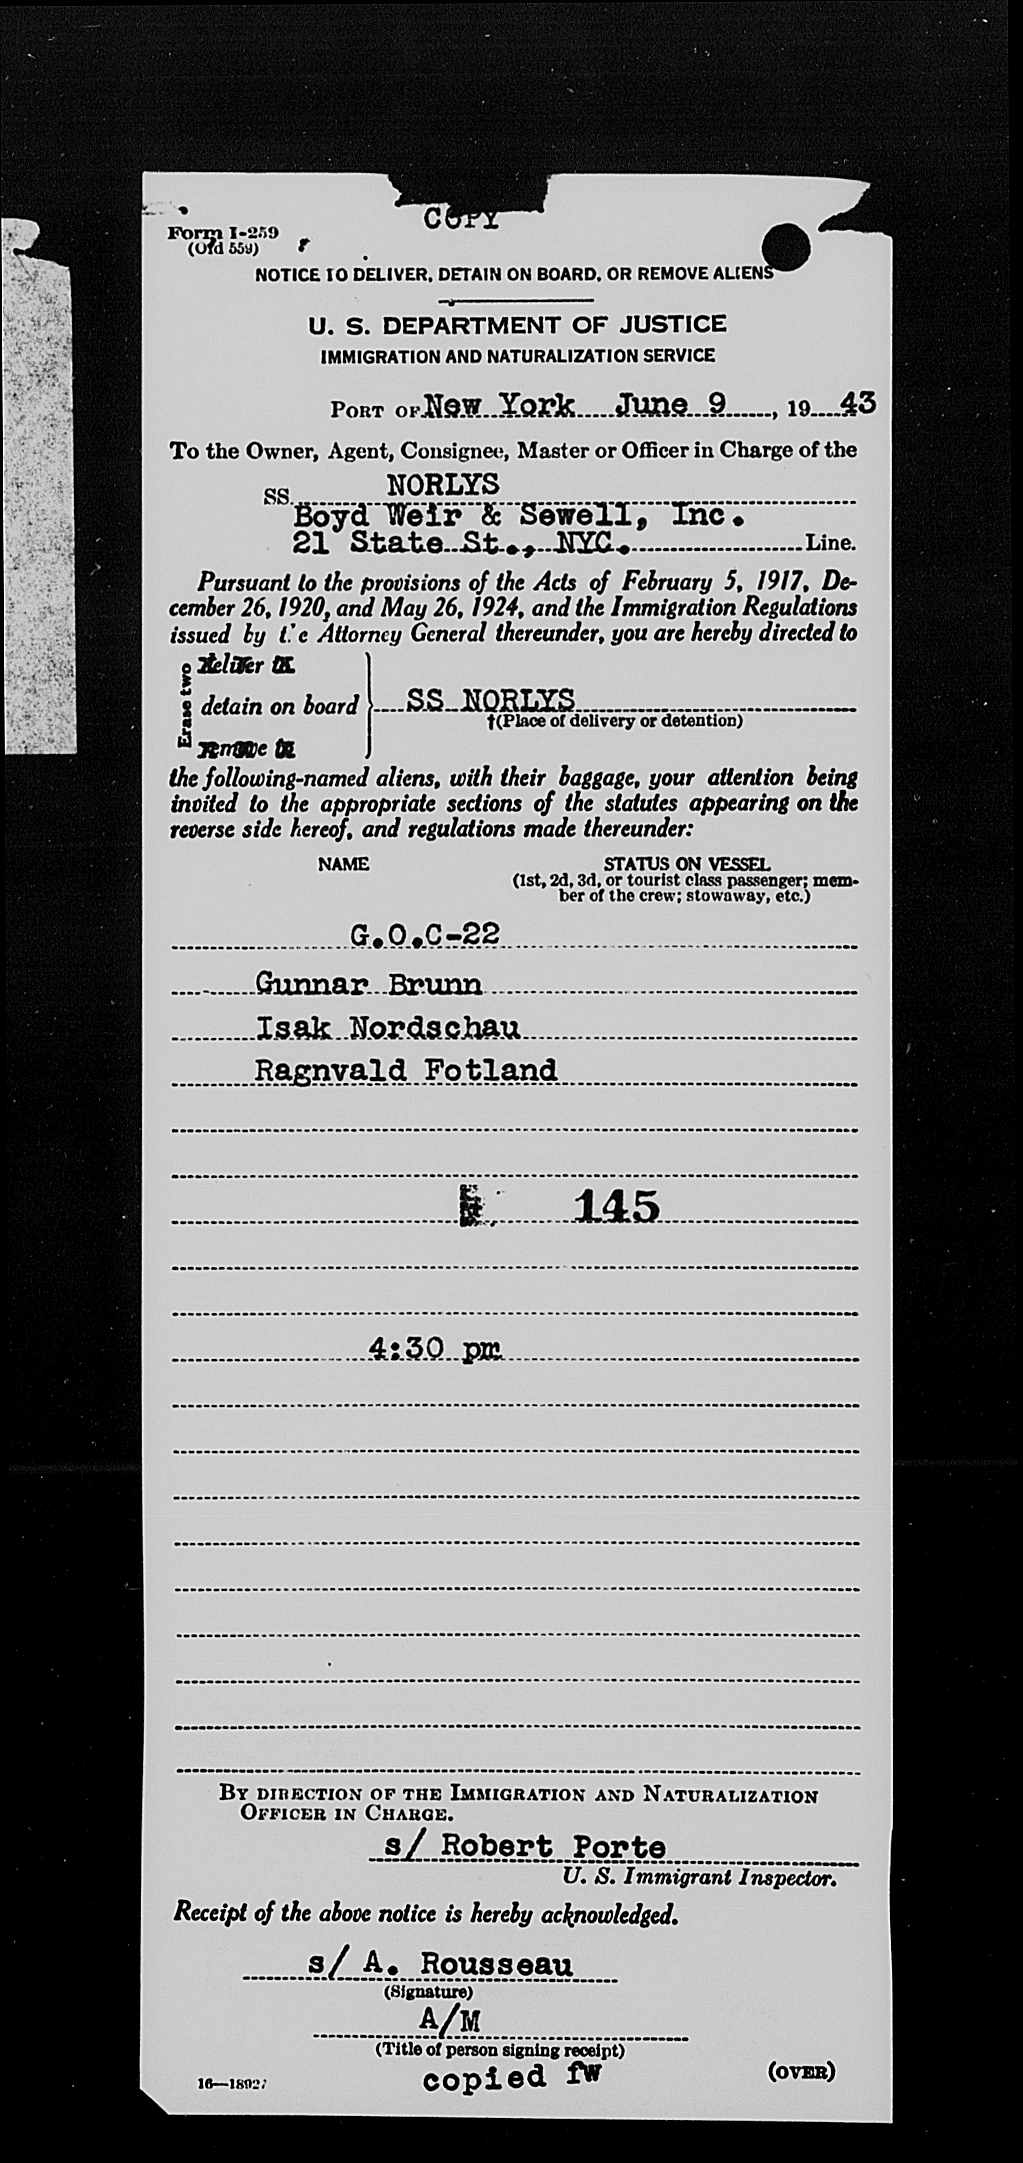 COPY
Form I-259
(Old 559)
NOTICE TO DELIVER, DETAIN ON BOARD, OR REMOVE ALIENS
U. S. DEPARTMENT OF JUSTICE
IMMIGRATION AND NATURALIZATION SERVICE
PORT OF New York June 9, 19 43
To the Owner, Agent, Consignee, Master or Officer in Charge of the
SS. NORLYS
Boyd Weir & Sewell, Inc.
21 State St., NYC. Line.
Pursuant to the provisions of the Acts of February 5, 1917, De-
cember 26, 1920, and May 26, 1924, and the Immigration Regulations
issued by the Attorney General thereunder, you are hereby directed to
Erase two
deliver to
detain on board SS NORLYS
†(Place of delivery or detention)
remove to
the following-named aliens, with their baggage, your attention being
invited to the appropriate sections of the statutes appearing on the
reverse side hereof, and regulations made thereunder:
NAME STATUS ON VESSEL
(1st, 2d, 3d, or tourist class passenger; mem-
ber of the crew; stowaway, etc.)
G.O.C-22
Gunnar Brunn
Isak Nordschau
Ragnvald Fotland
145
4:30 pm
BY DIRECTION OF THE IMMIGRATION AND NATURALIZATION
OFFICER IN CHARGE.
s/ Robert Porte
U. S. Immigrant Inspector.
Receipt of the above notice is hereby acknowledged.
s/ A. Rousseau
(Signature)
A/M
(Title of person signing receipt)
copied fw
(OVER)